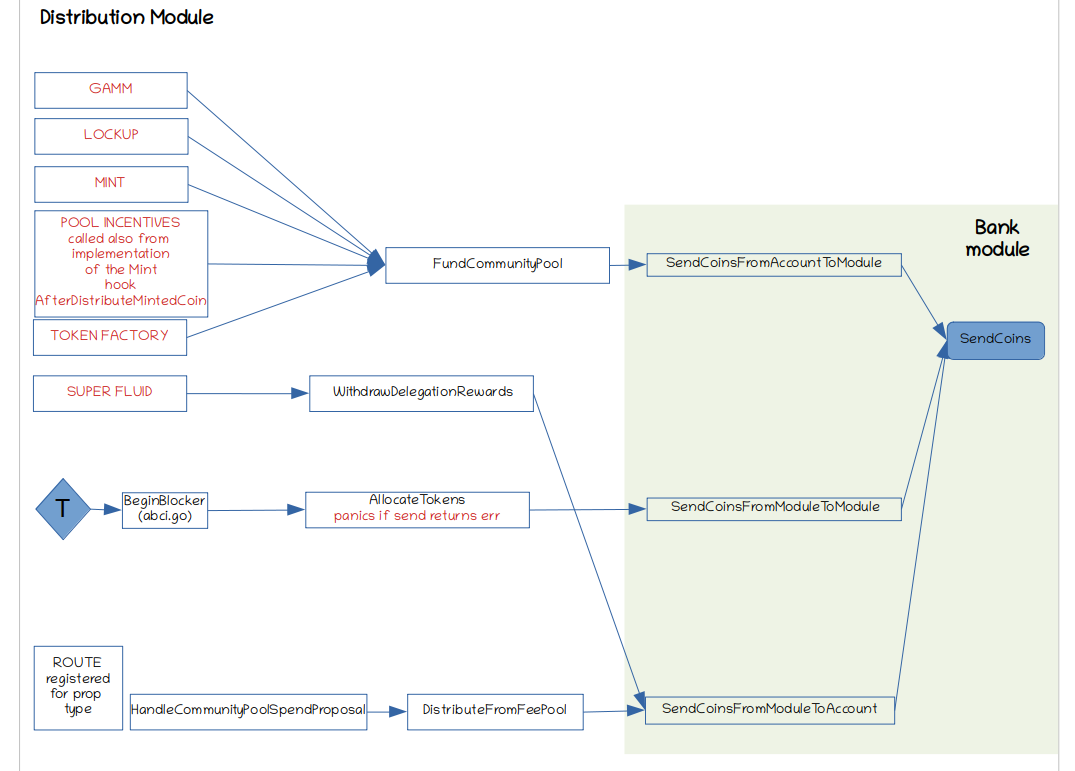 Distribution Module
GAMM
LOCKUP
MINT
POOL INCENTIVES
called also from
implementation
of the Mint
hook
AfterDistributeMintedCoin
TOKEN FACTORY
FundCommunityPool
Bank
module
SendCoinsFromAccountToModule
SendCoins
SUPER FLUID
WithdrawDelegationRewards
T
BeginBlocker
(abci.go)
AllocateTokens
panics if send returns err
SendCoinsFromModuleToModule
ROUTE
registered
for prop
type
HandleCommunityPoolSpendProposal
DistributeFromFeePool
SendCoinsFromModuleToAccount